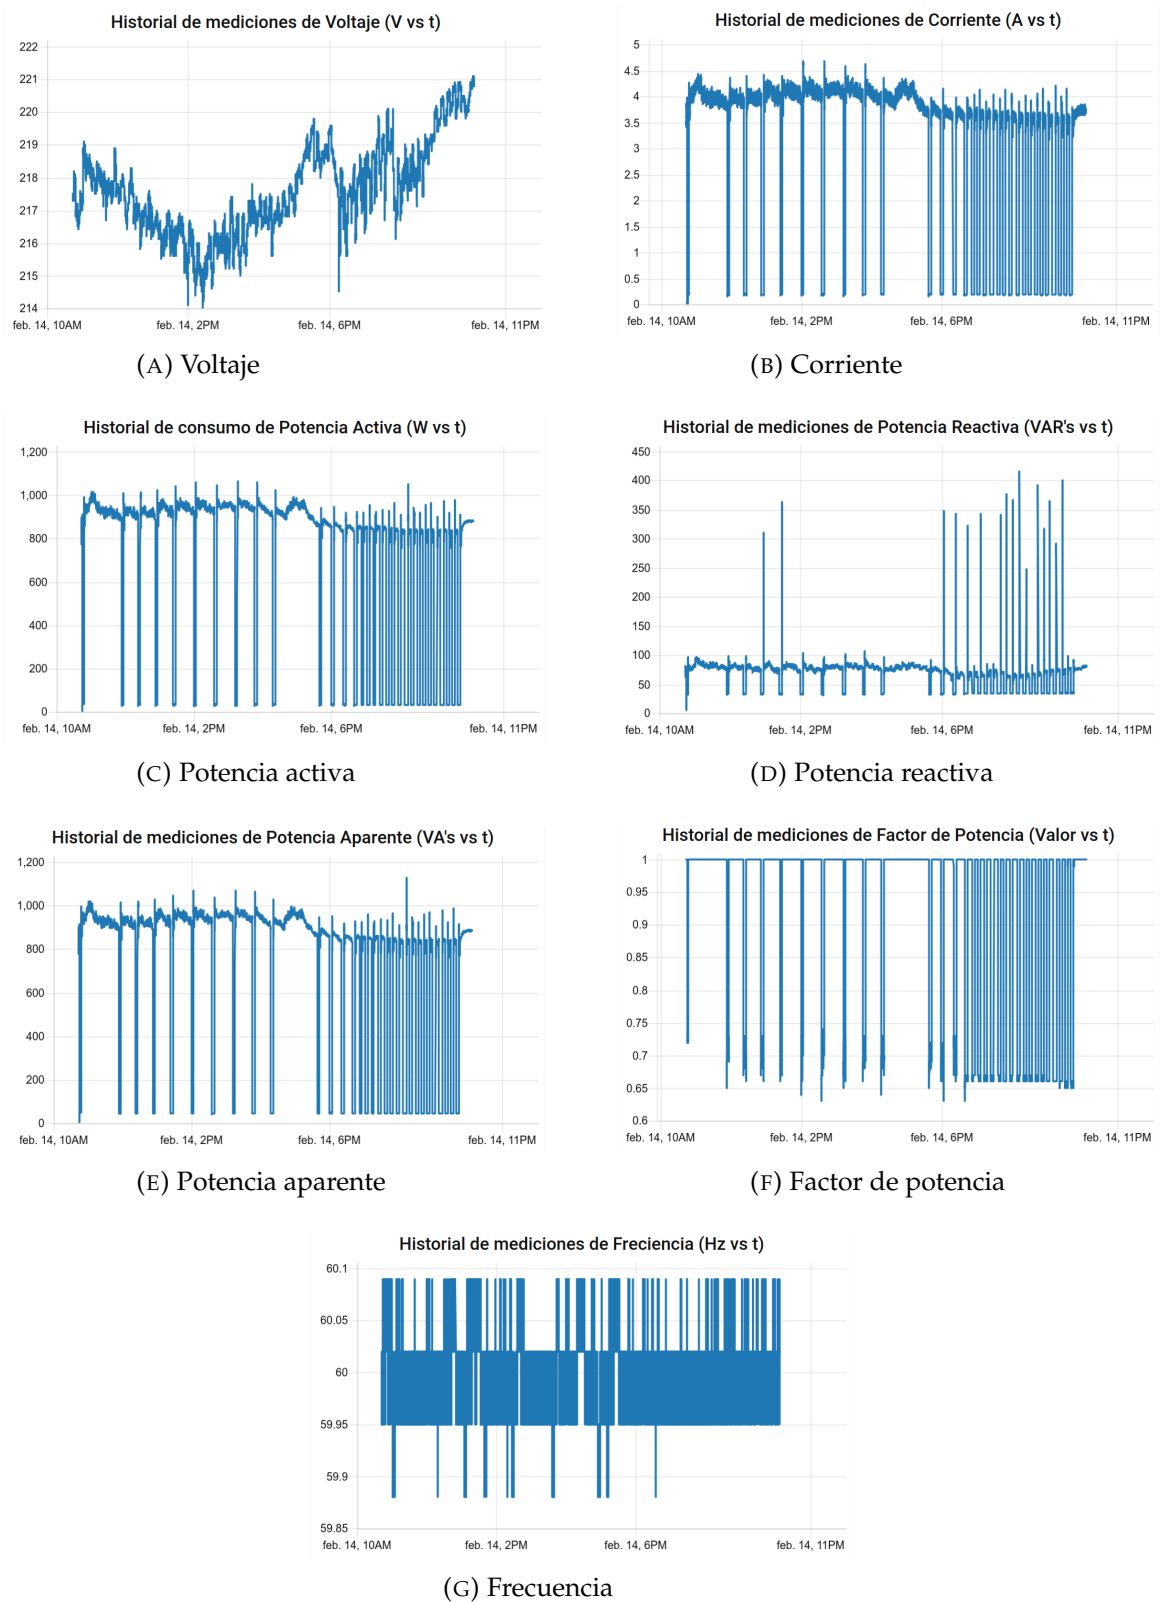 Historial de mediciones de Voltaje (V vs t)
222
221
220
219
218
217
216
215
214
feb. 14, 10AM feb. 14, 2PM feb. 14, 6PM feb. 14, 11PM
(A) Voltaje
Historial de mediciones de Corriente (A vs t)
5
4.5
4
3.5
3
2.5
2
1.5
1
0.5
0
feb. 14, 10AM feb. 14, 2PM feb. 14, 6PM feb. 14, 11PM
(B) Corriente
Historial de consumo de Potencia Activa (W vs t)
1,200
1,000
800
600
400
200
0
feb. 14, 10AM feb. 14, 2PM feb. 14, 6PM feb. 14, 11PM
(C) Potencia activa
Historial de mediciones de Potencia Reactiva (VAR's vs t)
450
400
350
300
250
200
150
100
50
0
feb. 14, 10AM feb. 14, 2PM feb. 14, 6PM feb. 14, 11PM
(D) Potencia reactiva
Historial de mediciones de Potencia Aparente (VA's vs t)
1,200
1,000
800
600
400
200
0
feb. 14, 10AM feb. 14, 2PM feb. 14, 6PM feb. 14, 11PM
(E) Potencia aparente
Historial de mediciones de Factor de Potencia (Valor vs t)
1
0.95
0.9
0.85
0.8
0.75
0.7
0.65
0.6
feb. 14, 10AM feb. 14, 2PM feb. 14, 6PM feb. 14, 11PM
(F) Factor de potencia
Historial de mediciones de Freciencia (Hz vs t)
60.1
60.05
60
59.95
59.9
59.85
feb. 14, 10AM feb. 14, 2PM feb. 14, 6PM feb. 14, 11PM
(G) Frecuencia